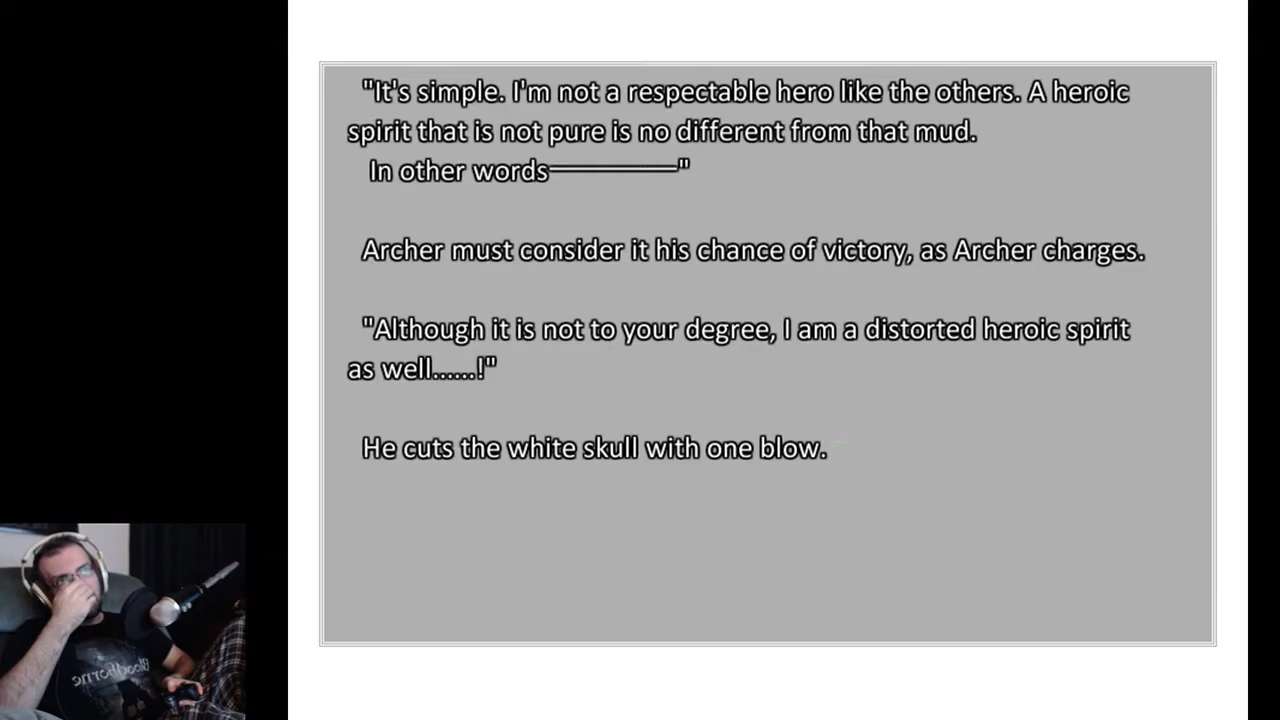 "It's simple. I'm not a respectable hero like the others. A heroic
spirit that is not pure is no different from that mud.
In other words―――――"
Archer must consider it his chance of victory, as Archer charges.
"Although it is not to your degree, I am a distorted heroic spirit
as well......!"
He cuts the white skull with one blow.
Bloodborne